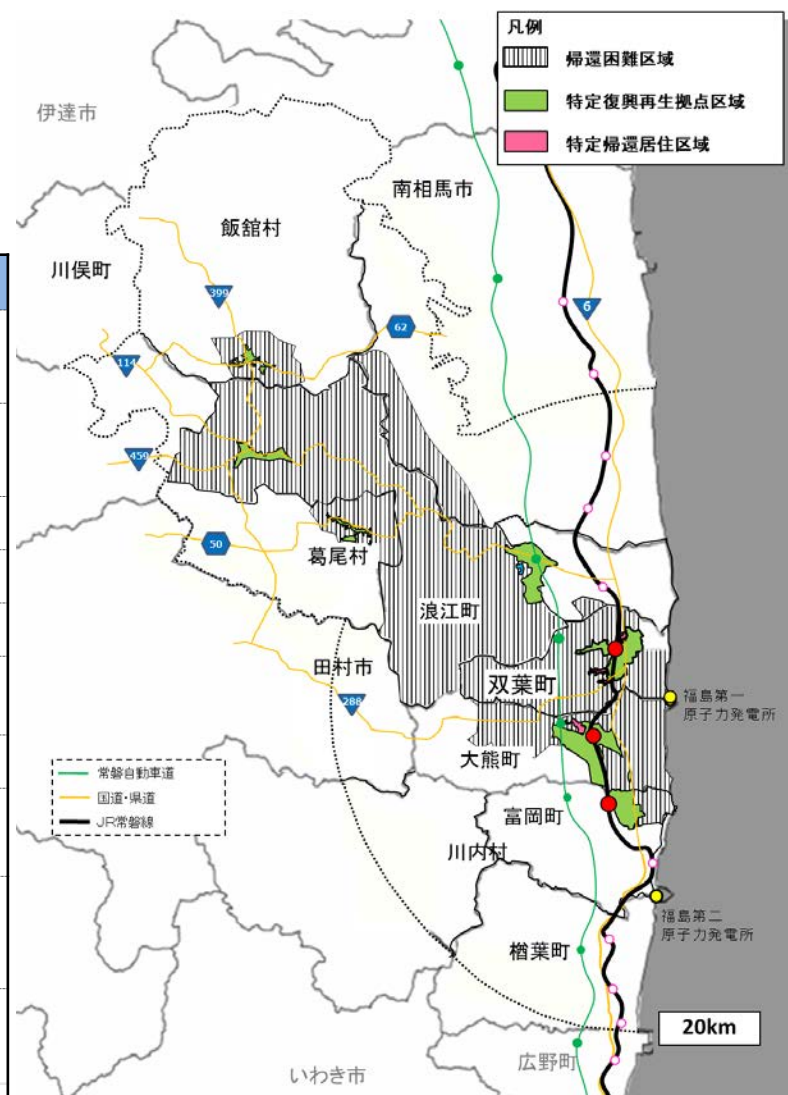 凡例
帰還困難区域
特定復興再生拠点区域
特定帰還居住区域
伊達市
南相馬市
飯舘村
川俣町
399
62
6
114
459
50
葛尾村
浪江町
田村市
双葉町
288
福島第一
原子力発電所
大熊町
常磐自動車道
国道・県道
JR常磐線
富岡町
川内村
福島第二
原子力発電所
楢葉町
20km
広野町
いわき市